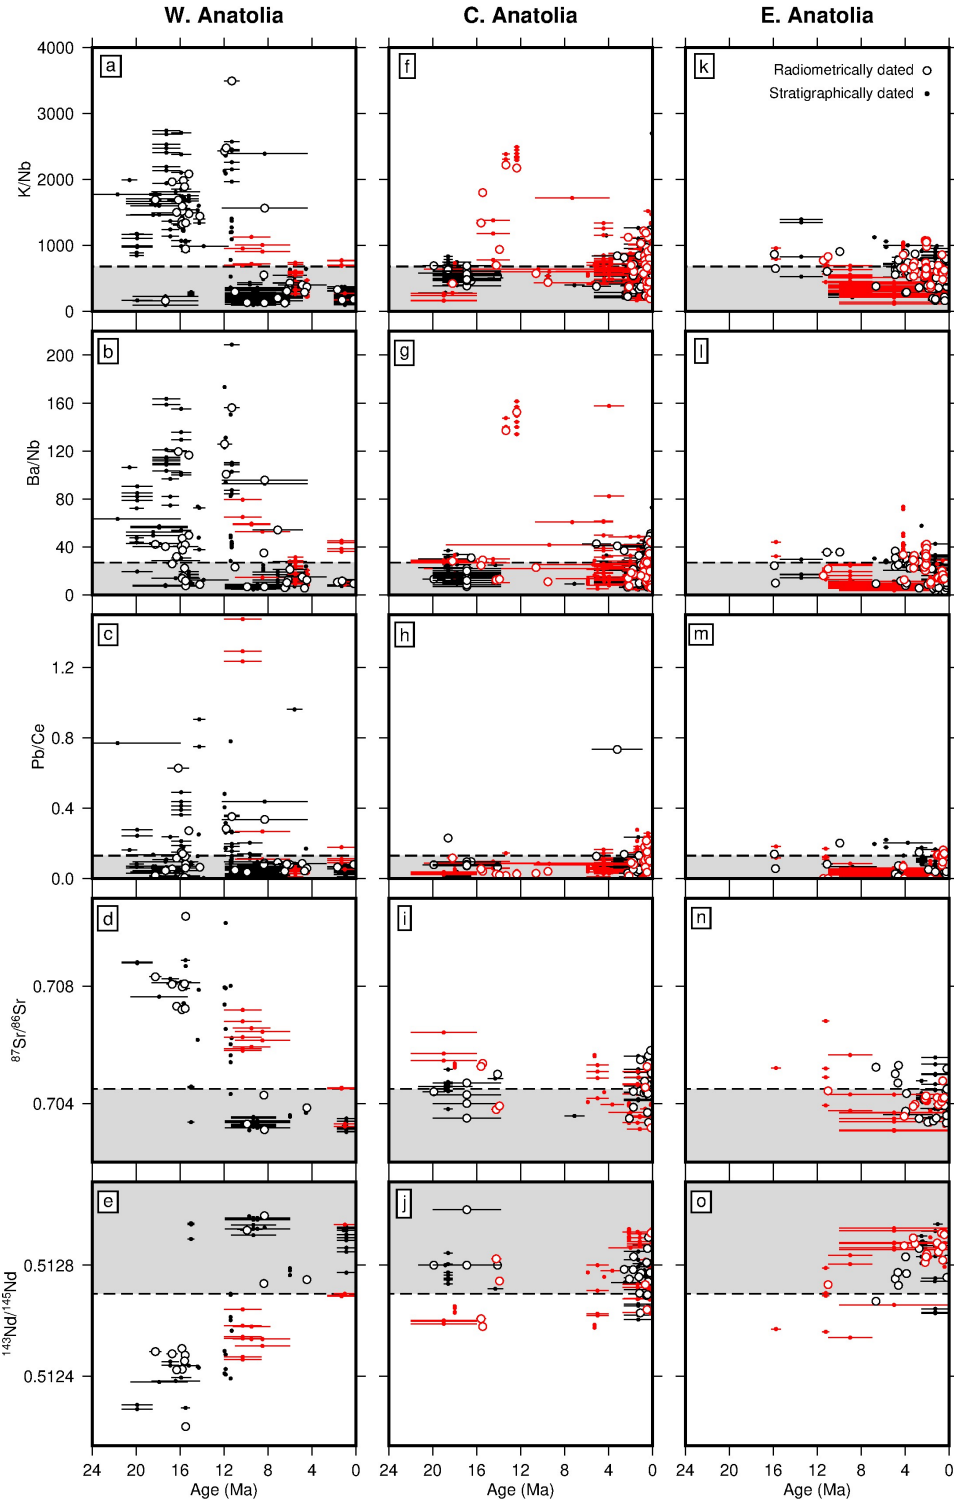 W. Anatolia
C. Anatolia
E. Anatolia
a
f
k
Radiometrically dated
Stratigraphically dated
4000
3000
2000
1000
0
K/Nb
b
g
l
200
160
120
80
40
0
Ba/Nb
c
h
m
1.2
0.8
0.4
0.0
Pb/Ce
d
i
n
0.708
0.704
87Sr/86Sr
e
j
o
0.5128
0.5124
143Nd/145Nd
24 20 16 12 8 4 0
20 16 12 8 4 0
20 16 12 8 4 0
Age (Ma)
Age (Ma)
Age (Ma)